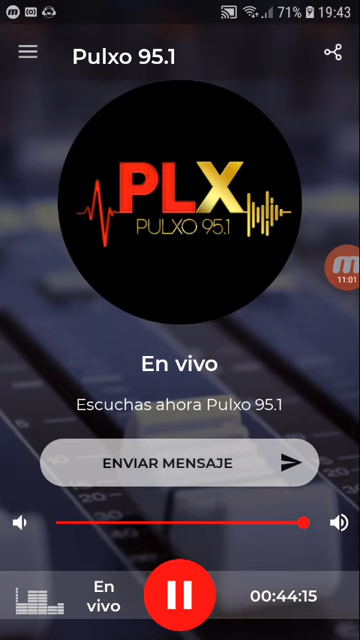 71% 19:43
Pulxo 95.1
PLX
PULXO 95.1
11:01
En vivo
Escuchas ahora Pulxo 95.1
ENVIAR MENSAJE
En
vivo
00:44:15